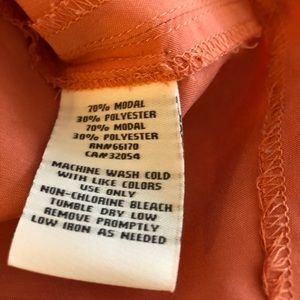 70% MODAL
30% POLYESTER
70% MODAL
30% POLYESTER
RN#66170
CA#32054
MACHINE WASH COLD
WITH LIKE COLORS
USE ONLY
NON-CHLORINE BLEACH
TUMBLE DRY LOW
REMOVE PROMPTLY
LOW IRON AS NEEDED